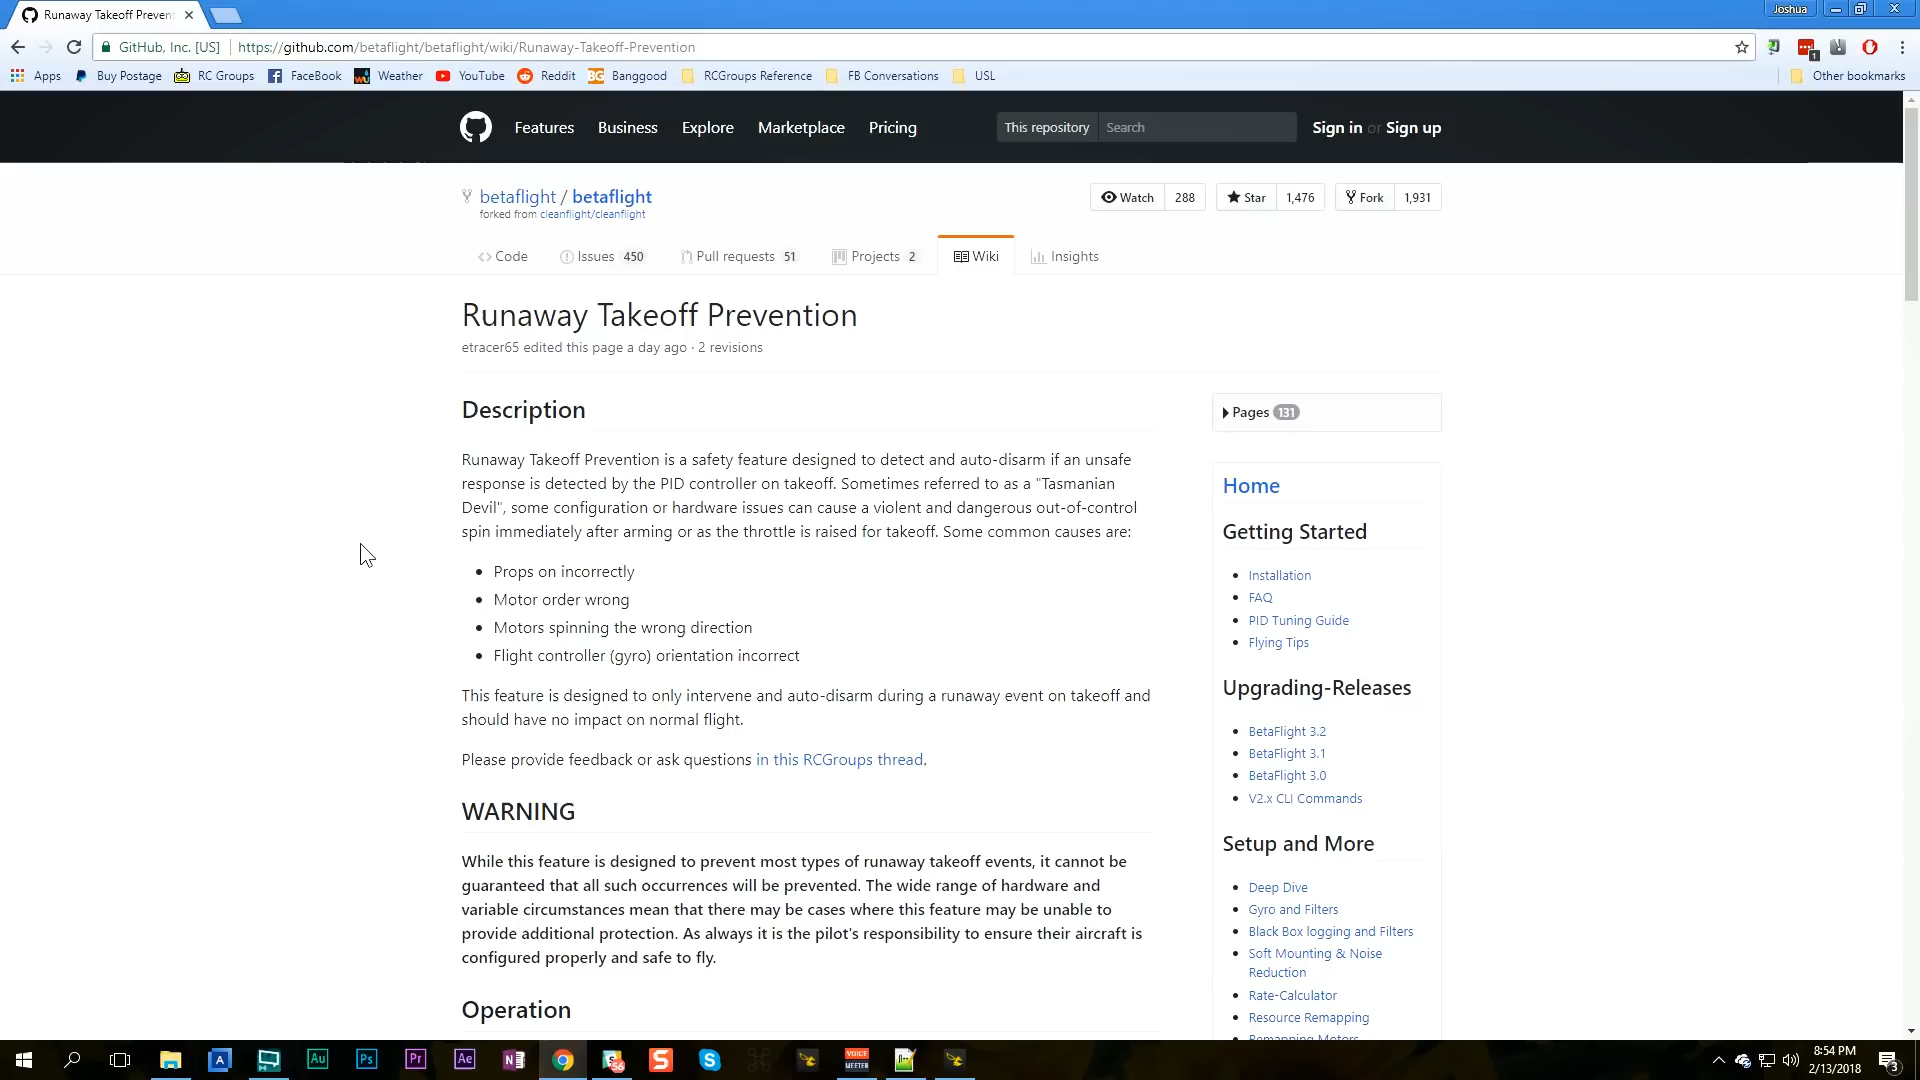 Runaway Takeoff Preven
Joshua
GitHub, Inc. [US] https://github.com/betaflight/betaflight/wiki/Runaway-Takeoff-Prevention
1
Apps Buy Postage RC Groups FaceBook Weather YouTube Reddit BG Banggood RCGroups Reference FB Conversations USL Other bookmarks
Features Business Explore Marketplace Pricing This repository Search Sign in or Sign up
betaflight / betaflight Watch 288 Star 1,476 Fork 1,931
forked from cleanflight/cleanflight
Code Issues 450 Pull requests 51 Projects 2 Wiki Insights
Runaway Takeoff Prevention
etracer65 edited this page a day ago · 2 revisions
Description
Runaway Takeoff Prevention is a safety feature designed to detect and auto-disarm if an unsafe
response is detected by the PID controller on takeoff. Sometimes referred to as a "Tasmanian
Devil", some configuration or hardware issues can cause a violent and dangerous out-of-control
spin immediately after arming or as the throttle is raised for takeoff. Some common causes are:
Props on incorrectly
Motor order wrong
Motors spinning the wrong direction
Flight controller (gyro) orientation incorrect
This feature is designed to only intervene and auto-disarm during a runaway event on takeoff and
should have no impact on normal flight.
Please provide feedback or ask questions in this RCGroups thread.
WARNING
While this feature is designed to prevent most types of runaway takeoff events, it cannot be
guaranteed that all such occurrences will be prevented. The wide range of hardware and
variable circumstances mean that there may be cases where this feature may be unable to
provide additional protection. As always it is the pilot's responsibility to ensure their aircraft is
configured properly and safe to fly.
Operation
Pages 131
Home
Getting Started
Installation
FAQ
PID Tuning Guide
Flying Tips
Upgrading-Releases
BetaFlight 3.2
BetaFlight 3.1
BetaFlight 3.0
V2.x CLI Commands
Setup and More
Deep Dive
Gyro and Filters
Black Box logging and Filters
Soft Mounting & Noise
Reduction
Rate-Calculator
Resource Remapping
Remapping Motors
A Au Ps Pr Ae N S 56 S S VOICE MEETER
8:54 PM
2/13/2018
3